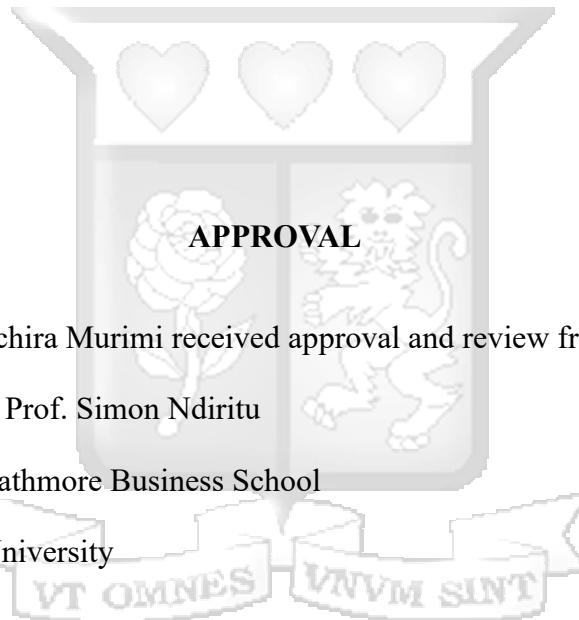 APPROVAL
chira Murimi received approval and review fr
Prof. Simon Ndiritu
athmore Business School
niversity
VT OMNES VNVM SINT